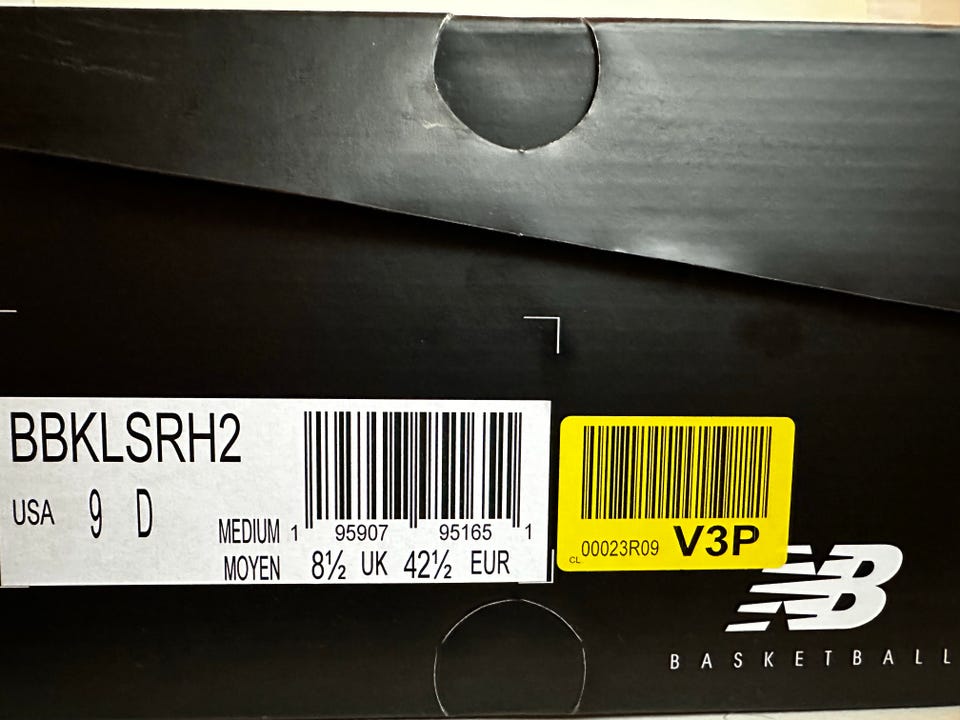 BBKLSRH2
USA 9 D
MEDIUM
MOYEN
1 95907 95165 1
8½ UK 42½ EUR
CL 00023R09 V3P
NB
BASKETBALL